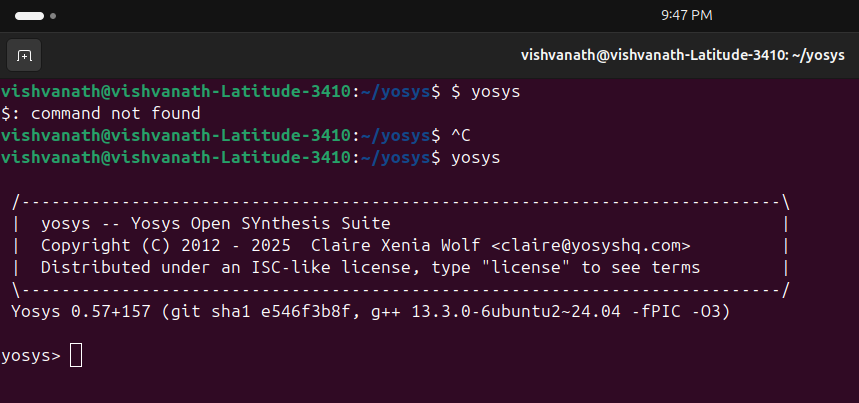 9:47 PM
vishvanath@vishvanath-Latitude-3410: ~/yosys
vishvanath@vishvanath-Latitude-3410:~/yosys$ $ yosys
$: command not found
vishvanath@vishvanath-Latitude-3410:~/yosys$ ^C
vishvanath@vishvanath-Latitude-3410:~/yosys$ yosys
/----------------------------------------------------------------------------\
|  yosys -- Yosys Open SYnthesis Suite                                       |
|  Copyright (C) 2012 - 2025  Claire Xenia Wolf <claire@yosyshq.com>         |
|  Distributed under an ISC-like license, type "license" to see terms        |
\----------------------------------------------------------------------------/
Yosys 0.57+157 (git sha1 e546f3b8f, g++ 13.3.0-6ubuntu2~24.04 -fPIC -O3)
yosys>